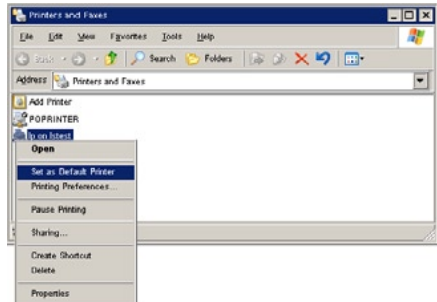 Printers and Faxes
File Edit View Favorites Tools Help
Back Search Folders
Address Printers and Faxes
Add Printer
POPRINTER
lp on lstest
Open
Set as Default Printer
Printing Preferences...
Pause Printing
Sharing...
Create Shortcut
Delete
Properties